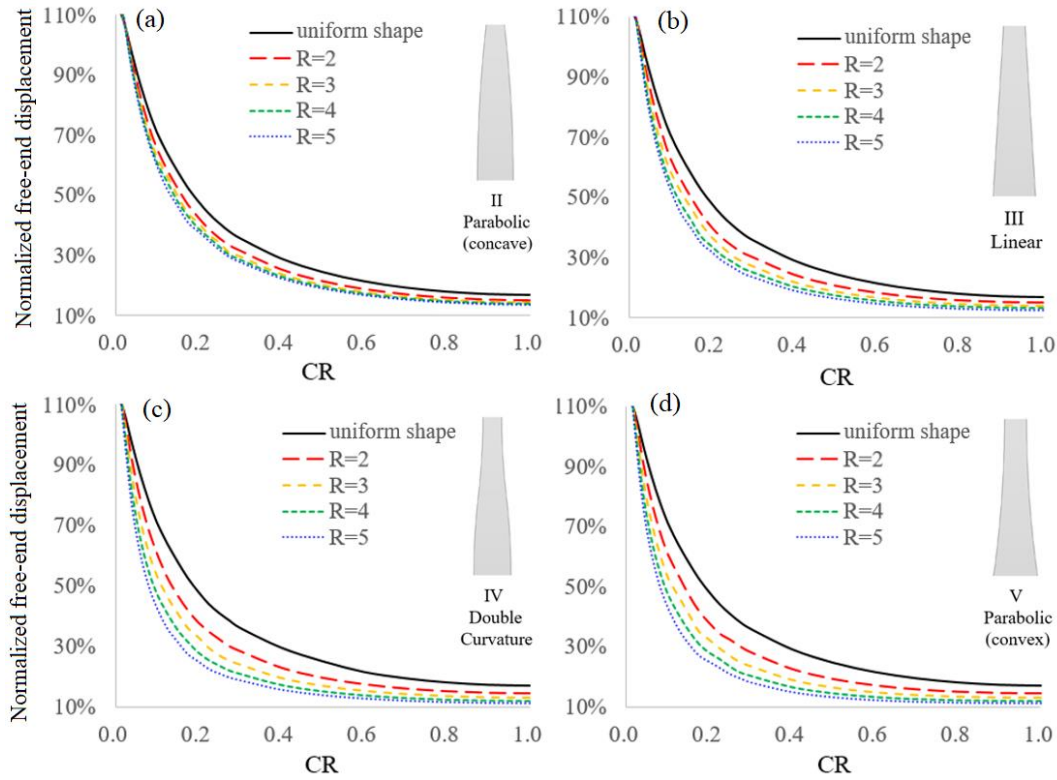 (a)
Normalized free-end displacement
110%
90%
70%
50%
30%
10%
uniform shape
R=2
R=3
R=4
R=5
II
Parabolic
(concave)
0.0 0.2 0.4 0.6 0.8 1.0
CR
(b)
110%
90%
70%
50%
30%
10%
uniform shape
R=2
R=3
R=4
R=5
III
Linear
0.0 0.2 0.4 0.6 0.8 1.0
CR
(c)
Normalized free-end displacement
110%
90%
70%
50%
30%
10%
uniform shape
R=2
R=3
R=4
R=5
IV
Double
Curvature
0.0 0.2 0.4 0.6 0.8 1.0
CR
(d)
110%
90%
70%
50%
30%
10%
uniform shape
R=2
R=3
R=4
R=5
V
Parabolic
(convex)
0.0 0.2 0.4 0.6 0.8 1.0
CR